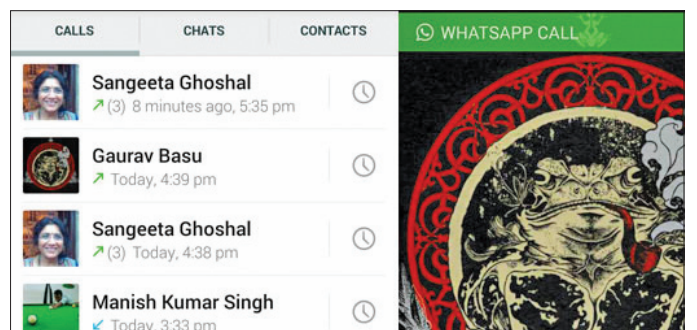 CALLS
CHATS
CONTACTS
Sangeeta Ghoshal
(3) 8 minutes ago, 5:35 pm
Gaurav Basu
Today, 4:39 pm
Sangeeta Ghoshal
(3) Today, 4:38 pm
Manish Kumar Singh
Today, 3:33 pm
WHATSAPP CALL